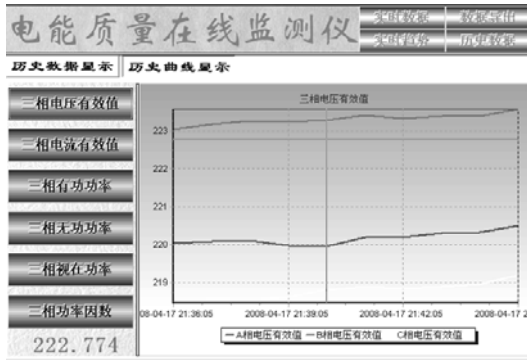 电能质量在线监测仪
实时数据 数据导出
实时趋势 历史数据
历史数据显示 历史曲线显示
三相电压有效值
三相电流有效值
三相有功功率
三相无功功率
三相视在功率
三相功率因数
222.774
三相电压有效值
223
222
221
220
219
08-04-17 21:36:05 2008-04-17 21:39:05 2008-04-17 21:42:05 2008-04-17 2
A相电压有效值 B相电压有效值 C相电压有效值